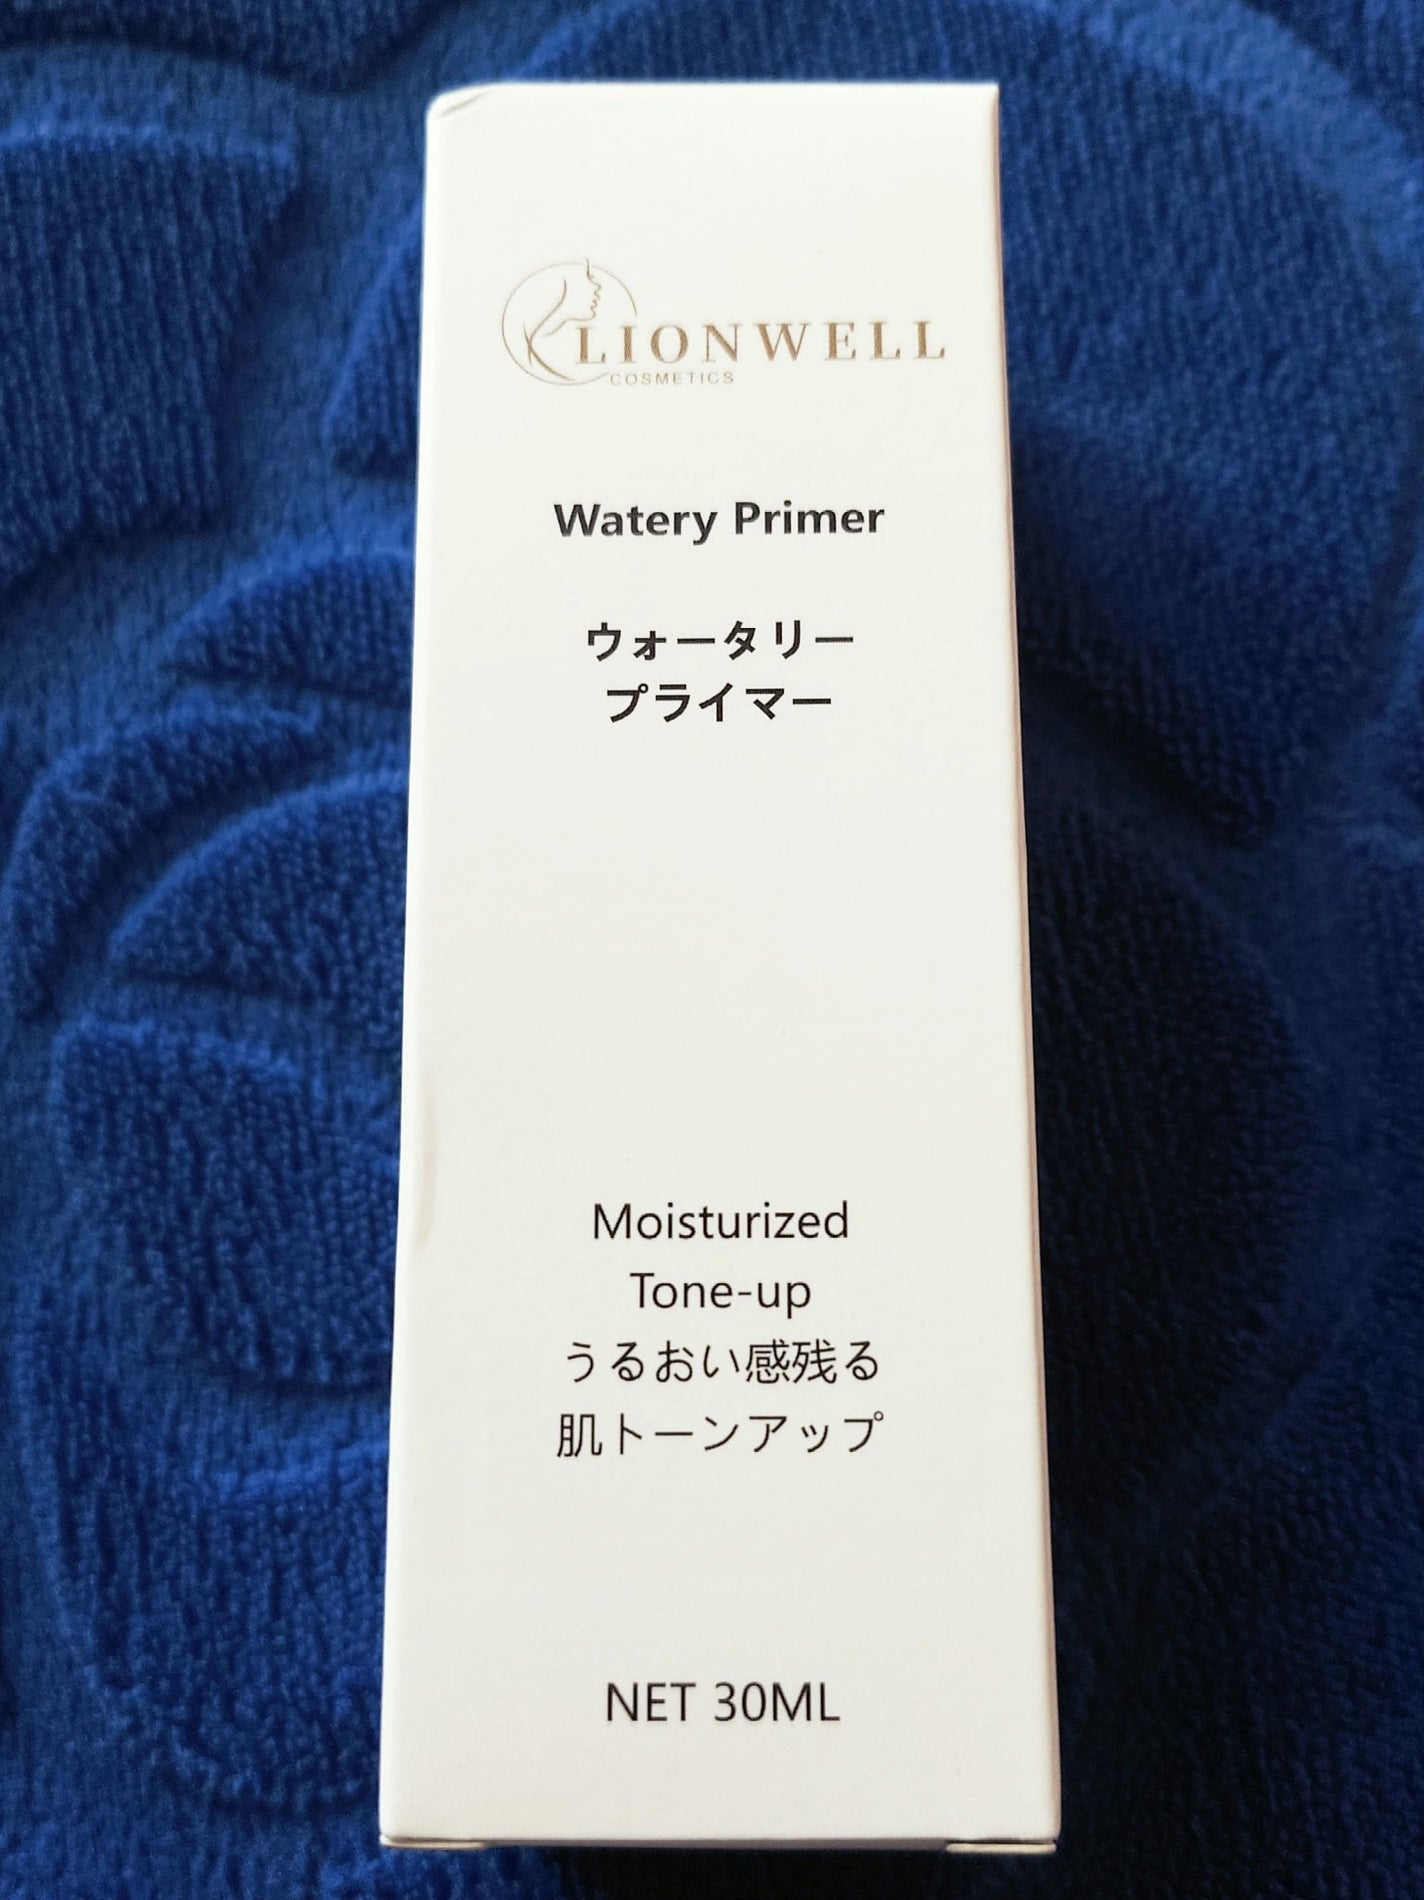 LIONWELL
COSMETICS
Watery Primer
ウォータリー
プライマー
Moisturized
Tone-up
うるおい感残る
肌トーンアップ
NET 30ML